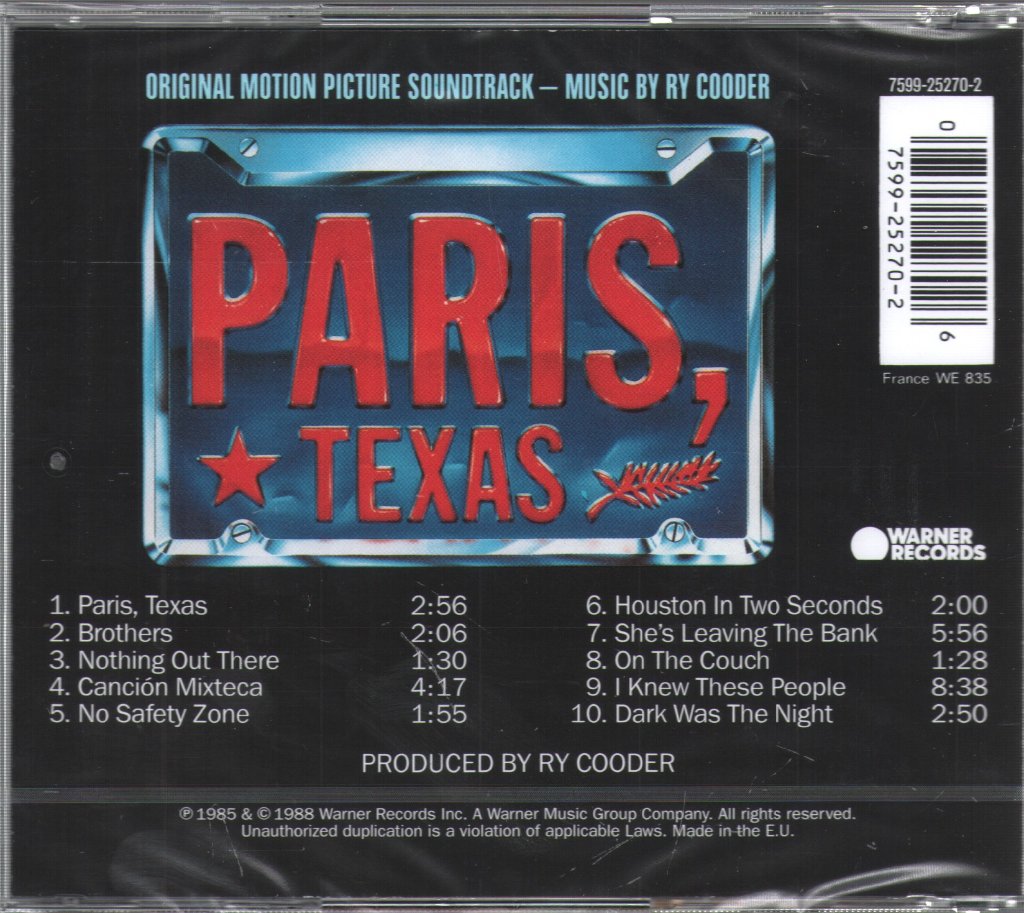 ORIGINAL MOTION PICTURE SOUNDTRACK – MUSIC BY RY COODER
7599-25270-2
0
7599-25270-2
6
France WE 835
PARIS,
TEXAS
WARNER
RECORDS
1. Paris, Texas 2:56
2. Brothers 2:06
3. Nothing Out There 1:30
4. Canción Mixteca 4:17
5. No Safety Zone 1:55
6. Houston In Two Seconds 2:00
7. She's Leaving The Bank 5:56
8. On The Couch 1:28
9. I Knew These People 8:38
10. Dark Was The Night 2:50
PRODUCED BY RY COODER
℗ 1985 & © 1988 Warner Records Inc. A Warner Music Group Company. All rights reserved.
Unauthorized duplication is a violation of applicable Laws. Made in the E.U.